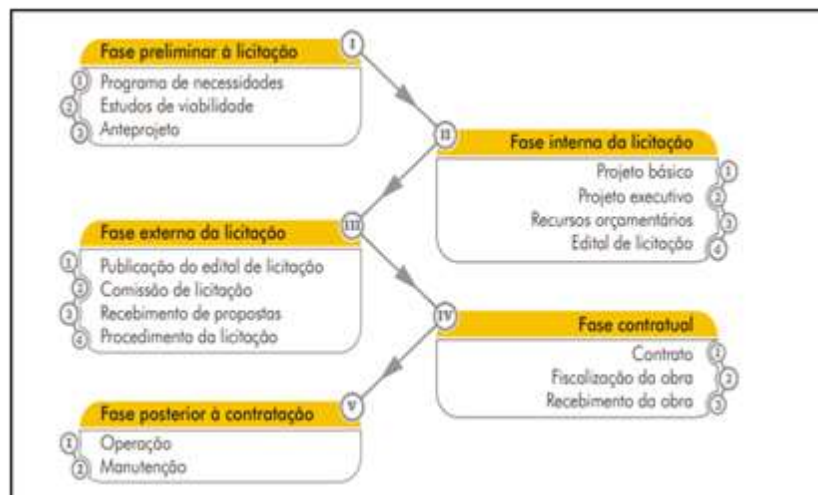 Fase preliminar à licitação
I
1 Programa de necessidades
2 Estudos de viabilidade
3 Anteprojeto
II
Fase interna da licitação
Projeto básico 1
Projeto executivo 2
Recursos orçamentários 3
Edital de licitação 4
Fase externa da licitação
III
1 Publicação do edital de licitação
2 Comissão de licitação
3 Recebimento de propostas
4 Procedimento da licitação
IV
Fase contratual
Contrato 1
Fiscalização da obra 2
Recebimento da obra 3
Fase posterior à contratação
V
1 Operação
2 Manutenção